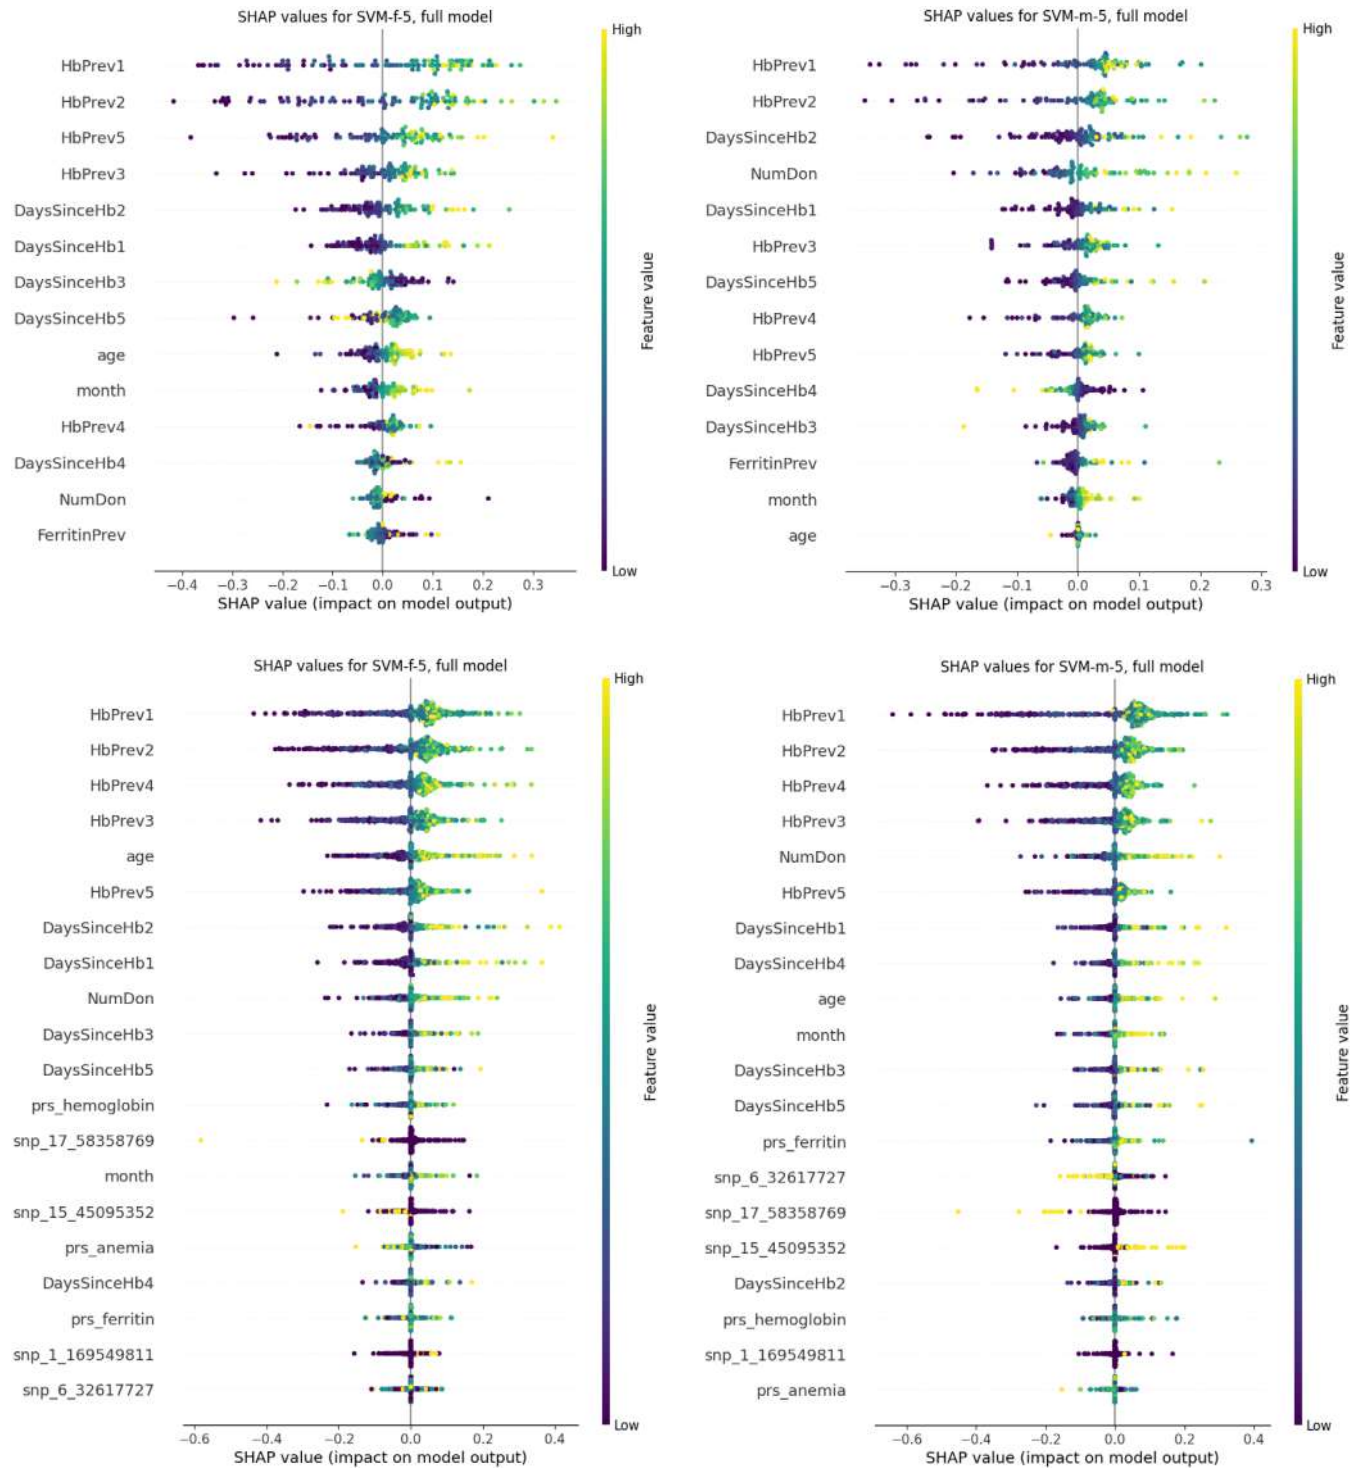 SHAP values for SVM-f-5, full model
High
HbPrev1
HbPrev2
HbPrev5
HbPrev3
DaysSinceHb2
DaysSinceHb1
DaysSinceHb3
DaysSinceHb5
age
month
HbPrev4
DaysSinceHb4
NumDon
FerritinPrev
Feature value
Low
−0.4 −0.3 −0.2 −0.1 0.0 0.1 0.2 0.3
SHAP value (impact on model output)
SHAP values for SVM-m-5, full model
High
HbPrev1
HbPrev2
DaysSinceHb2
NumDon
DaysSinceHb1
HbPrev3
DaysSinceHb5
HbPrev4
HbPrev5
DaysSinceHb4
DaysSinceHb3
FerritinPrev
month
age
Feature value
Low
−0.3 −0.2 −0.1 0.0 0.1 0.2 0.3
SHAP value (impact on model output)
SHAP values for SVM-f-5, full model
High
HbPrev1
HbPrev2
HbPrev4
HbPrev3
age
HbPrev5
DaysSinceHb2
DaysSinceHb1
NumDon
DaysSinceHb3
DaysSinceHb5
prs_hemoglobin
snp_17_58358769
month
snp_15_45095352
prs_anemia
DaysSinceHb4
prs_ferritin
snp_1_169549811
snp_6_32617727
Feature value
Low
−0.6 −0.4 −0.2 0.0 0.2 0.4
SHAP value (impact on model output)
SHAP values for SVM-m-5, full model
High
HbPrev1
HbPrev2
HbPrev4
HbPrev3
NumDon
HbPrev5
DaysSinceHb1
DaysSinceHb4
age
month
DaysSinceHb3
DaysSinceHb5
prs_ferritin
snp_6_32617727
snp_17_58358769
snp_15_45095352
DaysSinceHb2
prs_hemoglobin
snp_1_169549811
prs_anemia
Feature value
Low
−0.6 −0.4 −0.2 0.0 0.2 0.4
SHAP value (impact on model output)